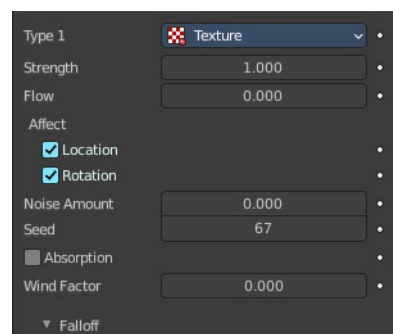 Type 1 Texture
Strength 1.000
Flow 0.000
Affect
Location
Rotation
Noise Amount 0.000
Seed 67
Absorption
Wind Factor 0.000
Falloff